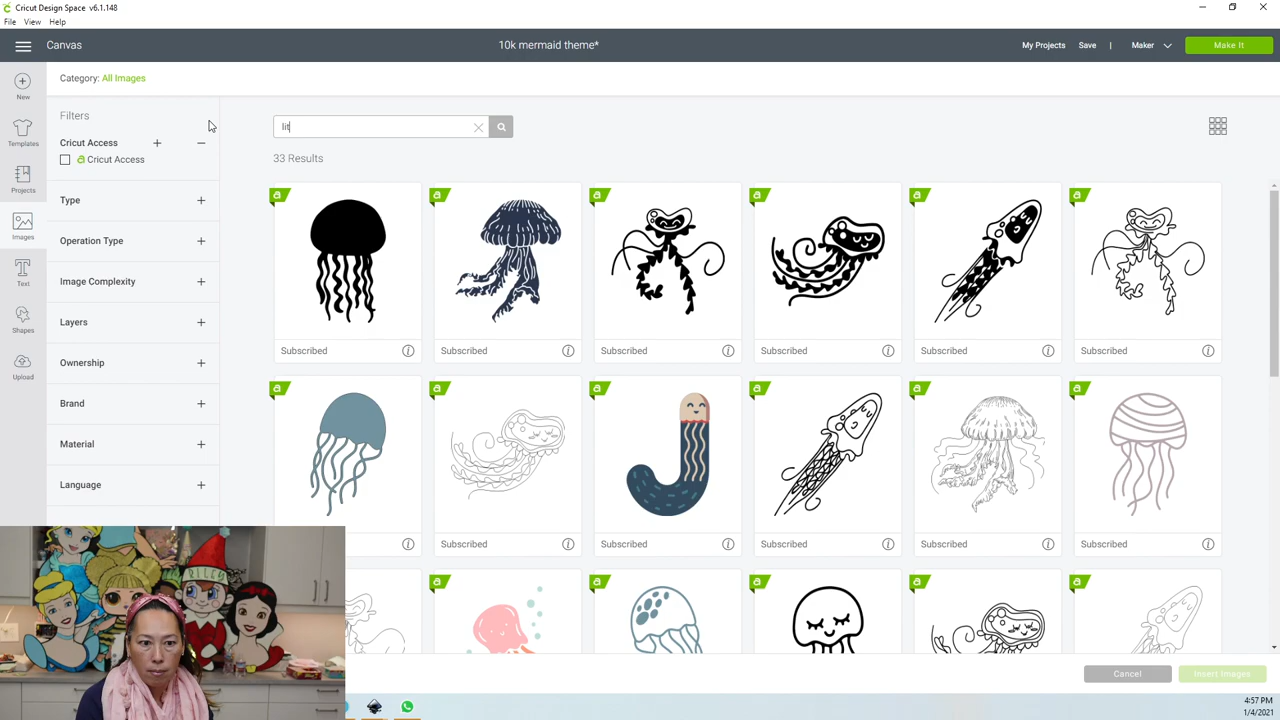 Cricut Design Space v6.1.148
File View Help
Canvas
10k mermaid theme*
My Projects Save | Maker Make It
New
Templates
Projects
Images
Text
Shapes
Upload
Category: All Images
Filters
Cricut Access
Cricut Access
Type
Operation Type
Image Complexity
Layers
Ownership
Brand
Material
Language
lit
33 Results
Subscribed Subscribed Subscribed Subscribed Subscribed Subscribed
Subscribed Subscribed Subscribed Subscribed Subscribed
RILEY
Cancel Insert Images
4:57 PM
1/4/2021